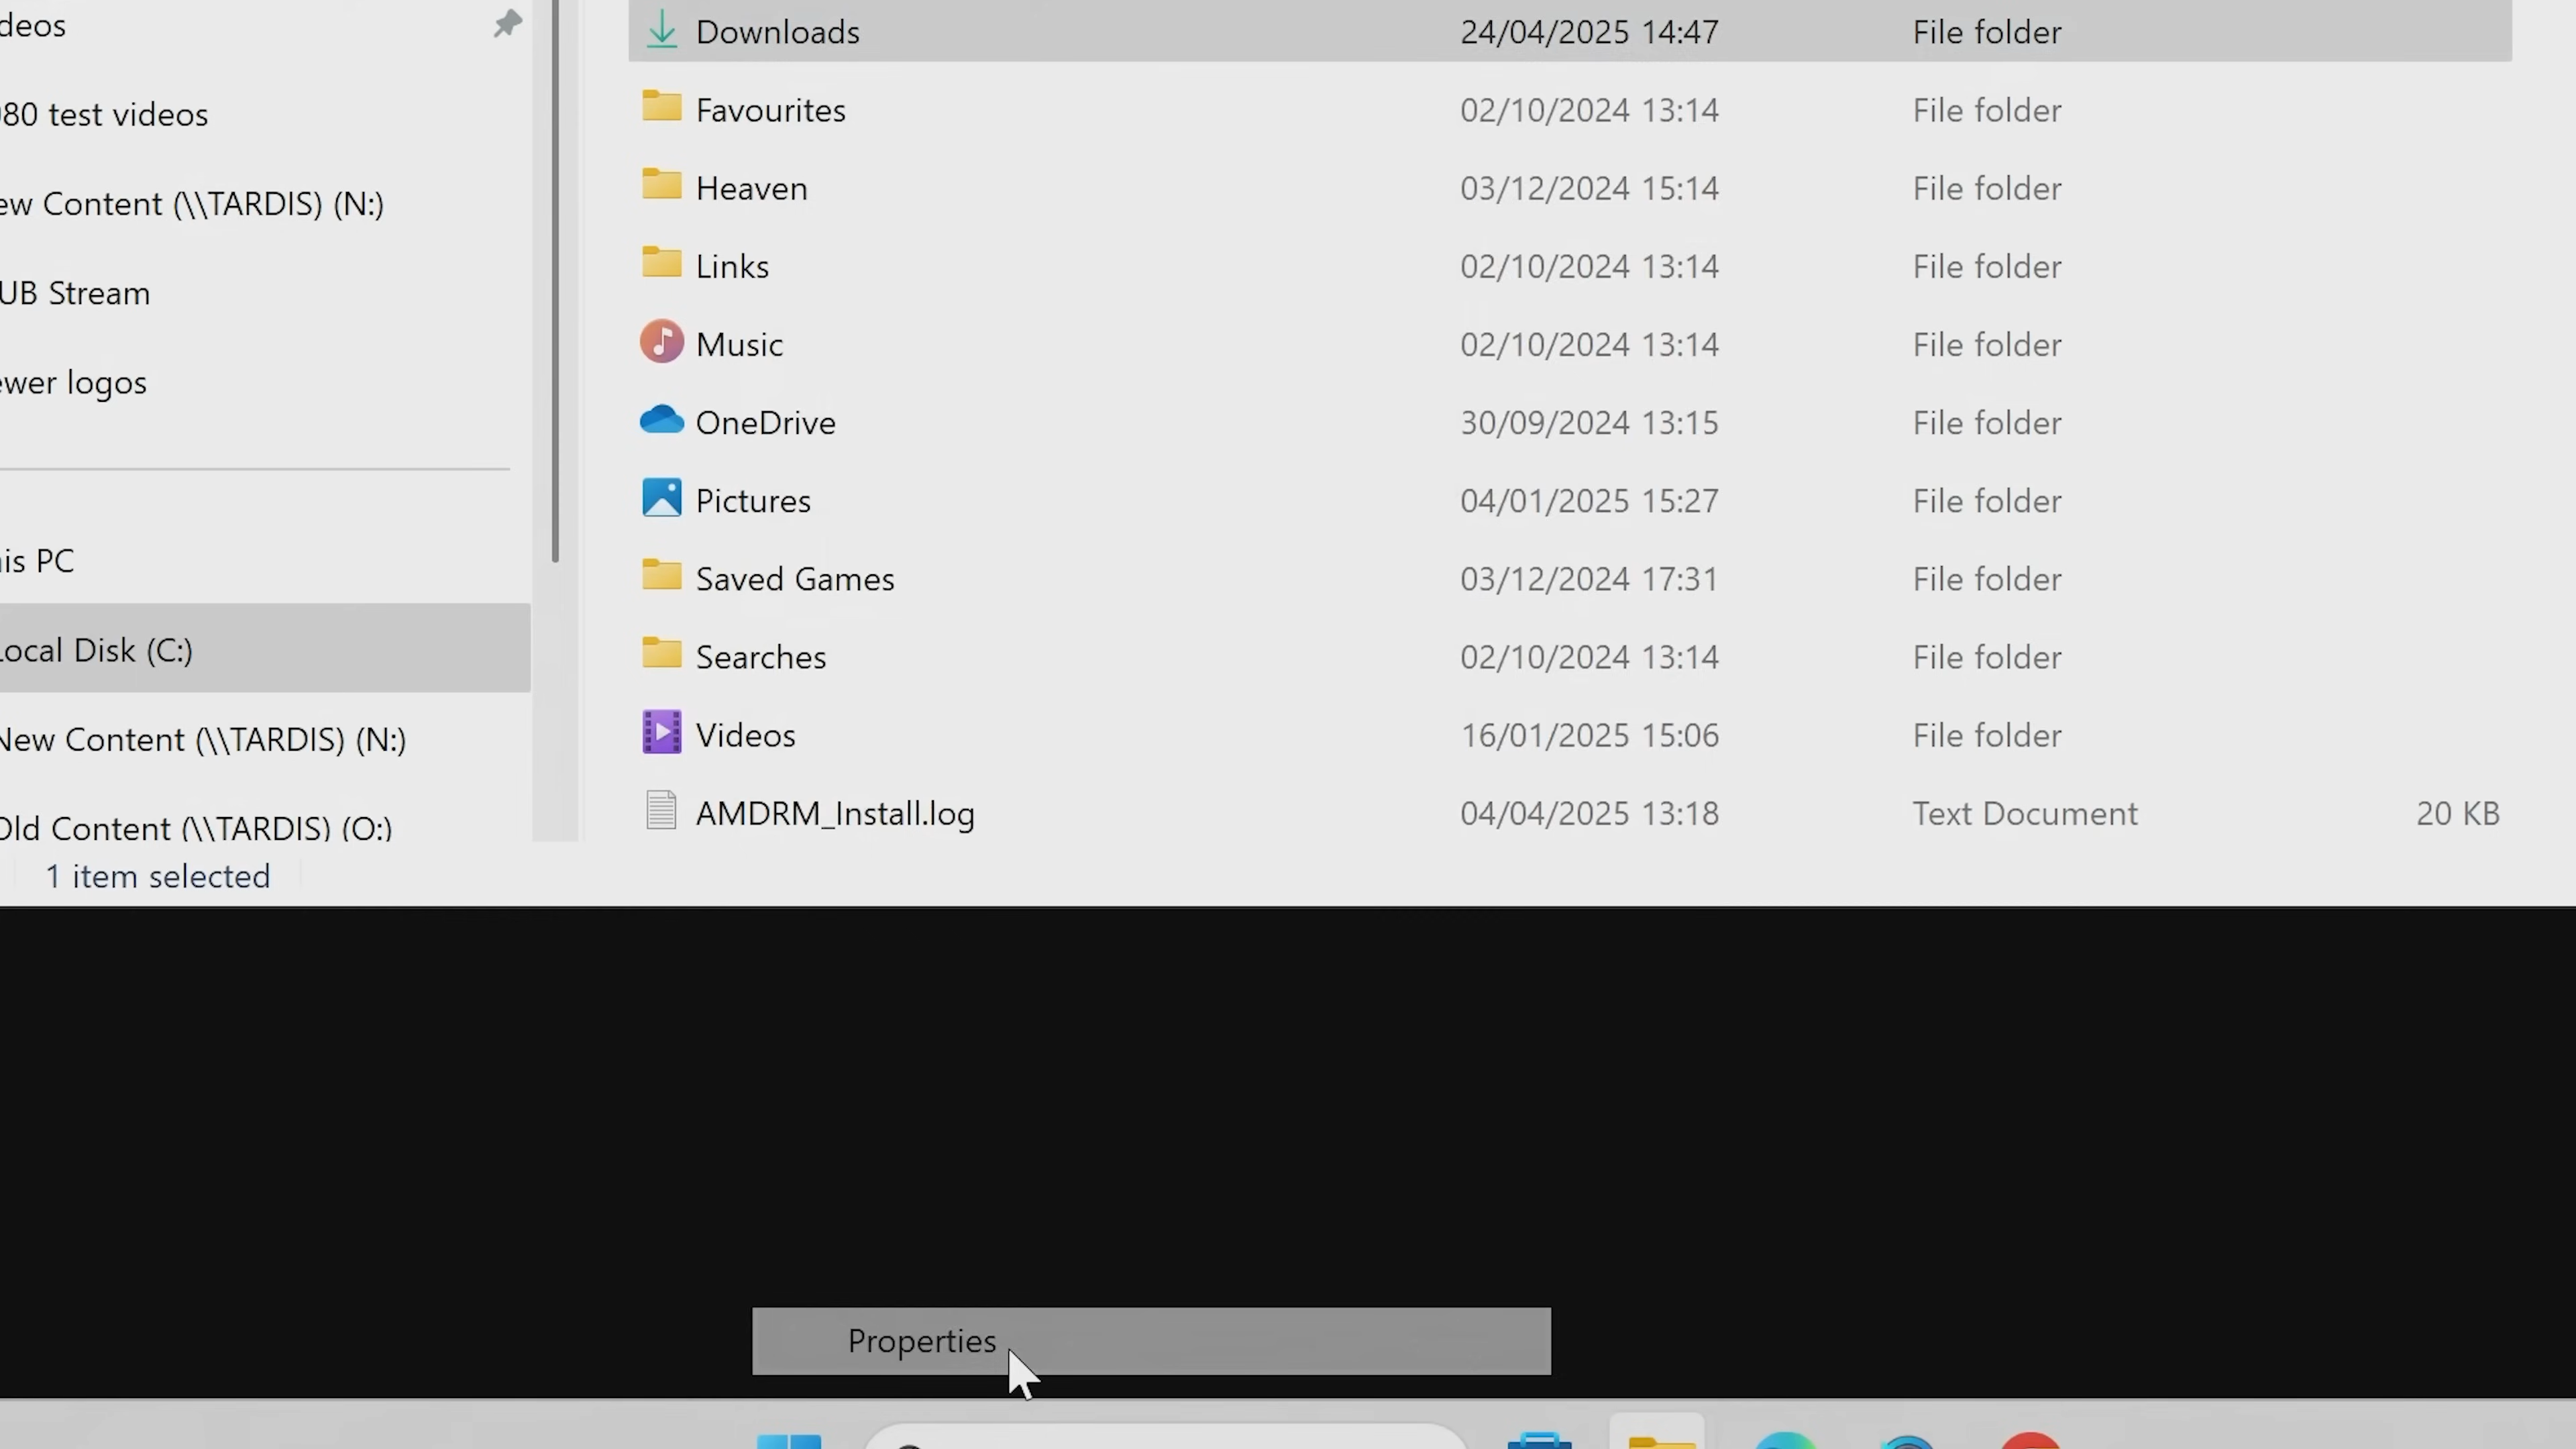 deos
80 test videos
ew Content (\\TARDIS) (N:)
UB Stream
ewer logos
is PC
Local Disk (C:)
New Content (\\TARDIS) (N:)
Old Content (\\TARDIS) (O:)
1 item selected
Downloads 24/04/2025 14:47 File folder
Favourites 02/10/2024 13:14 File folder
Heaven 03/12/2024 15:14 File folder
Links 02/10/2024 13:14 File folder
Music 02/10/2024 13:14 File folder
OneDrive 30/09/2024 13:15 File folder
Pictures 04/01/2025 15:27 File folder
Saved Games 03/12/2024 17:31 File folder
Searches 02/10/2024 13:14 File folder
Videos 16/01/2025 15:06 File folder
AMDRM_Install.log 04/04/2025 13:18 Text Document 20 KB
Properties